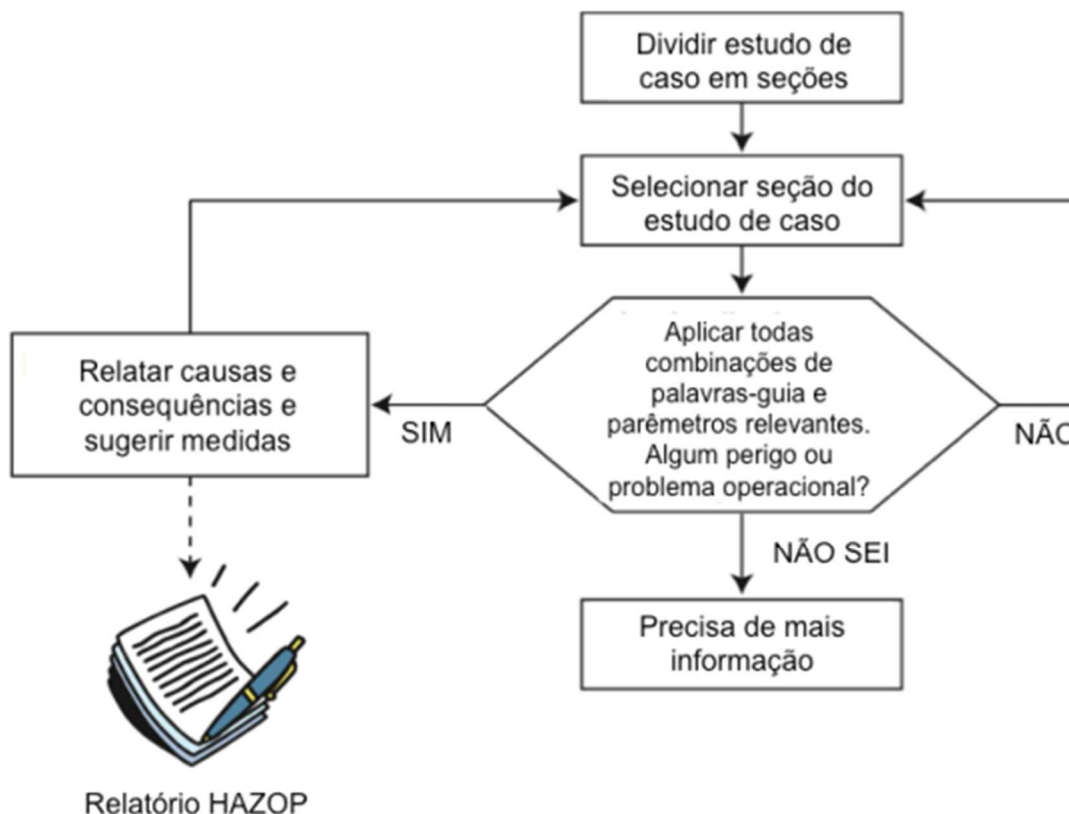 Dividir estudo de
caso em seções
Selecionar seção do
estudo de caso
Aplicar todas
combinações de
palavras-guia e
parêmetros relevantes.
Algum perigo ou
problema operacional?
Relatar causas e
consequências e
sugerir medidas
SIM
NÃO
NÃO SEI
Precisa de mais
informação
Relatório HAZOP